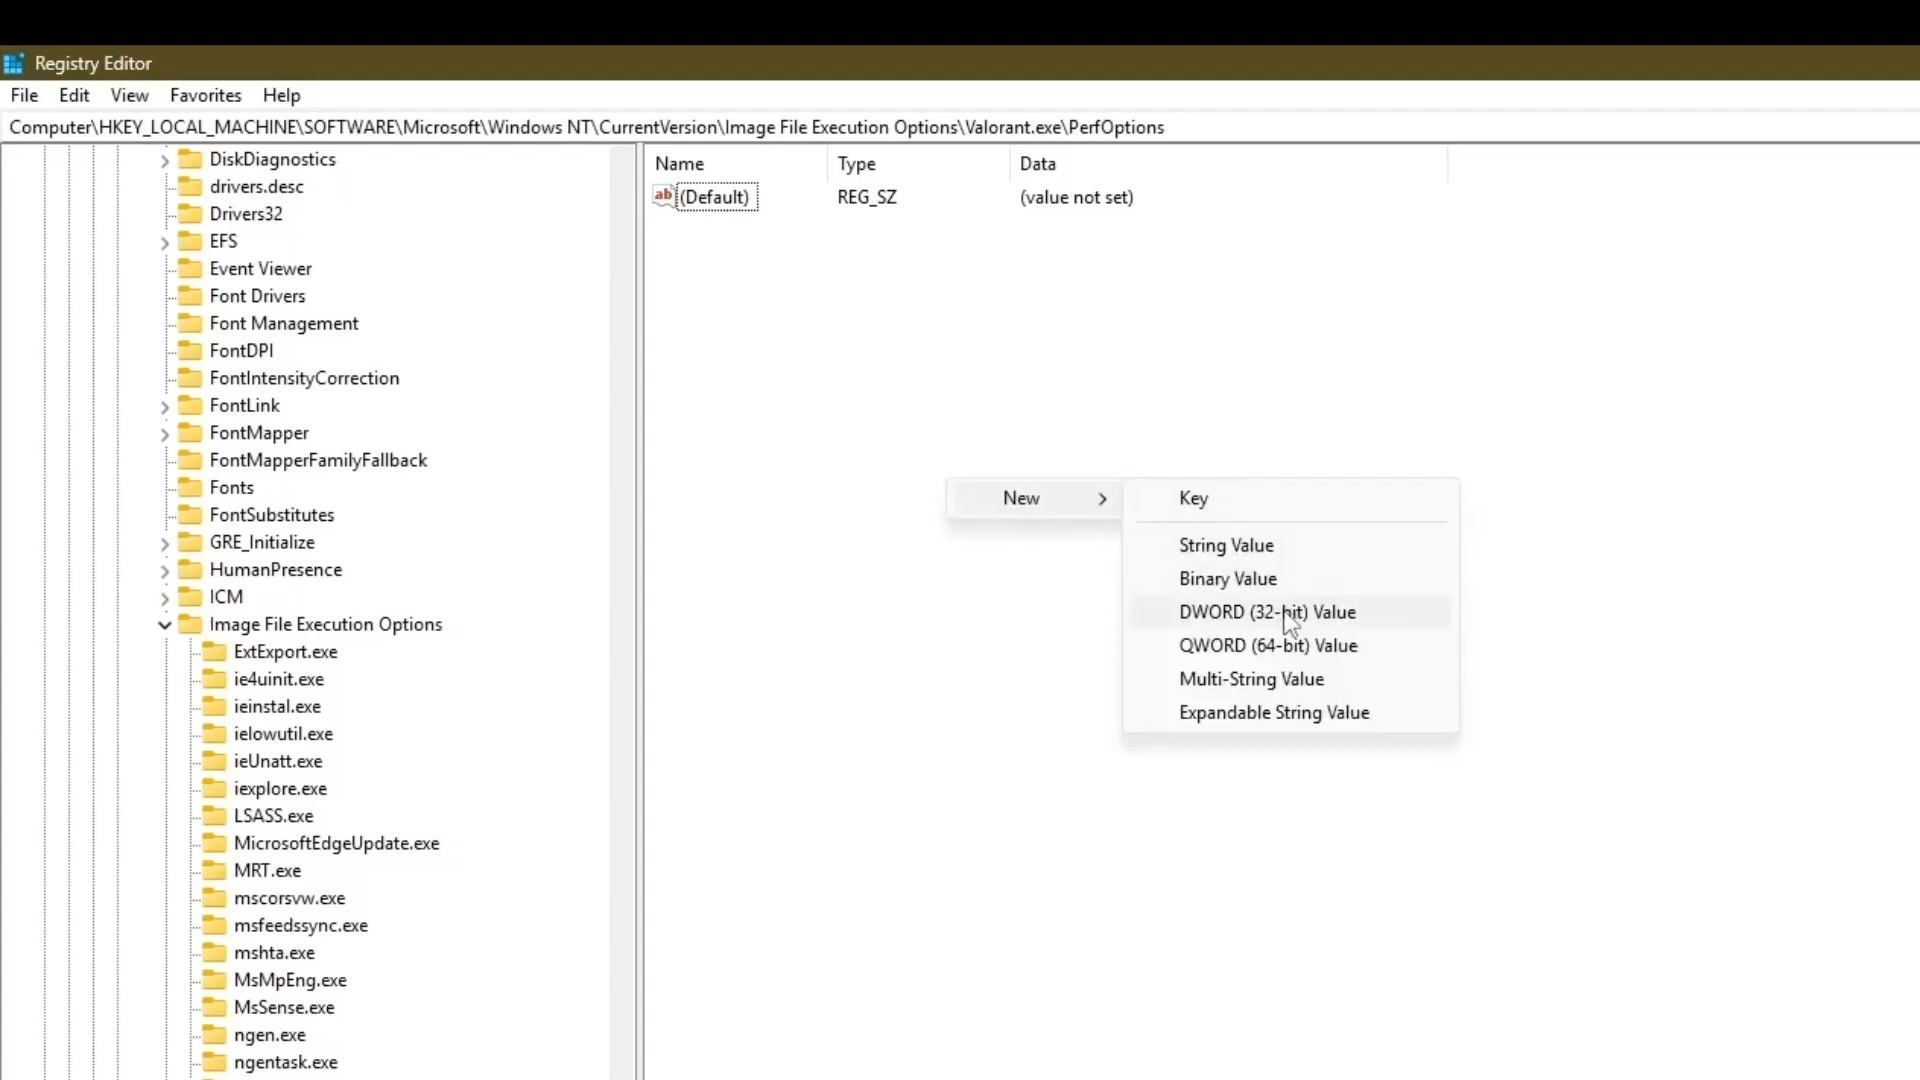 Registry Editor
File Edit View Favorites Help
Computer\HKEY_LOCAL_MACHINE\SOFTWARE\Microsoft\Windows NT\CurrentVersion\Image File Execution Options\Valorant.exe\PerfOptions
DiskDiagnostics
drivers.desc
Drivers32
EFS
Event Viewer
Font Drivers
Font Management
FontDPI
FontIntensityCorrection
FontLink
FontMapper
FontMapperFamilyFallback
Fonts
FontSubstitutes
GRE_Initialize
HumanPresence
ICM
Image File Execution Options
ExtExport.exe
ie4uinit.exe
ieinstal.exe
ielowutil.exe
ieUnatt.exe
iexplore.exe
LSASS.exe
MicrosoftEdgeUpdate.exe
MRT.exe
mscorsvw.exe
msfeedssync.exe
mshta.exe
MsMpEng.exe
MsSense.exe
ngen.exe
ngentask.exe
Name Type Data
ab (Default) REG_SZ (value not set)
New
Key
String Value
Binary Value
DWORD (32-bit) Value
QWORD (64-bit) Value
Multi-String Value
Expandable String Value